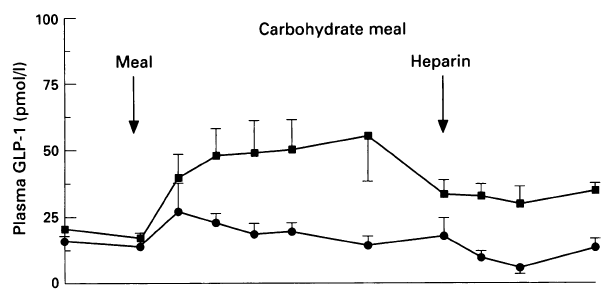 Carbohydrate meal
Meal
Heparin
Plasma GLP-1 (pmol/l)
100
75
50
25
0